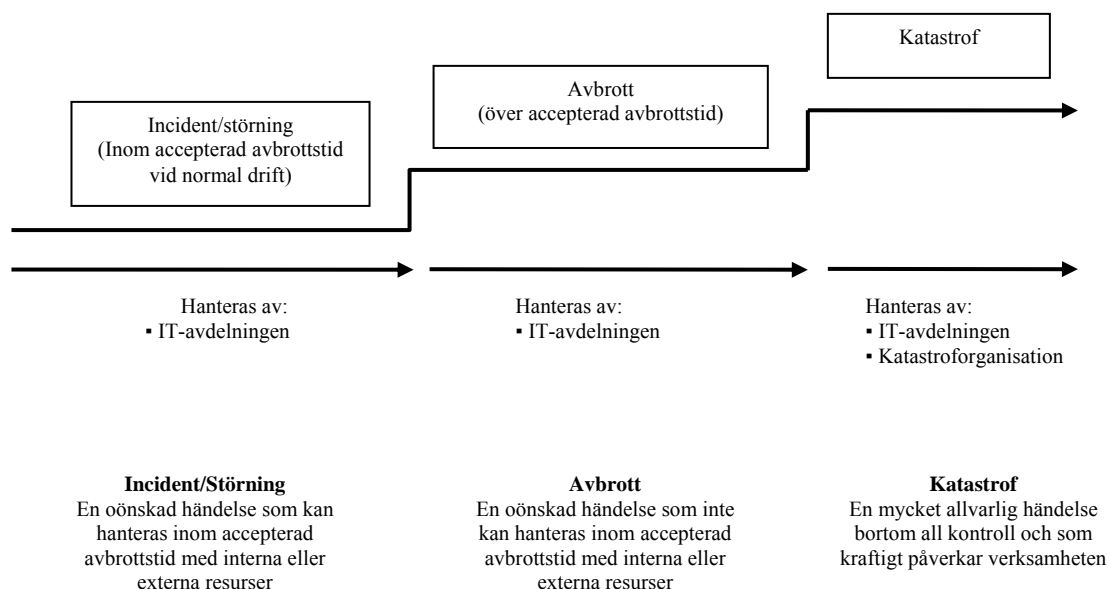 Katastrof
Avbrott
(över accepterad avbrottstid)
Incident/störning
(Inom accepterad avbrottstid
vid normal drift)
Hanteras av:
▪ IT-avdelningen
Hanteras av:
▪ IT-avdelningen
Hanteras av:
▪ IT-avdelningen
▪ Katastroforganisation
Incident/Störning
En oönskad händelse som kan
hanteras inom accepterad
avbrottstid med interna eller
externa resurser
Avbrott
En oönskad händelse som inte
kan hanteras inom accepterad
avbrottstid med interna eller
externa resurser
Katastrof
En mycket allvarlig händelse
bortom all kontroll och som
kraftigt påverkar verksamheten